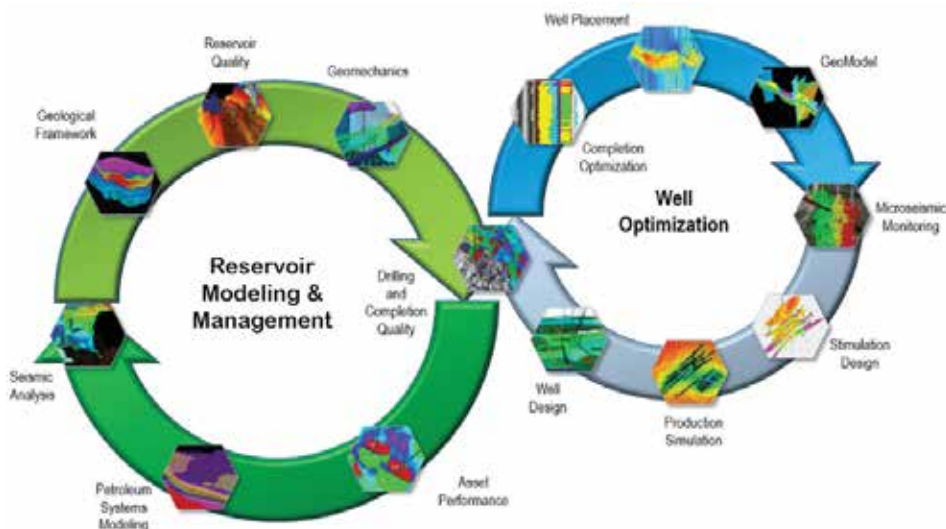 Reservoir
Quality
Geomechanics
Geological
Framework
Reservoir
Modeling &
Management
Drilling
and
Completion
Quality
Seismic
Analysis
Petroleum
Systems
Modeling
Asset
Performance
Well Placement
GeoModel
Completion
Optimization
Well
Optimization
Microseismic
Monitoring
Stimulation
Design
Well
Design
Production
Simulation